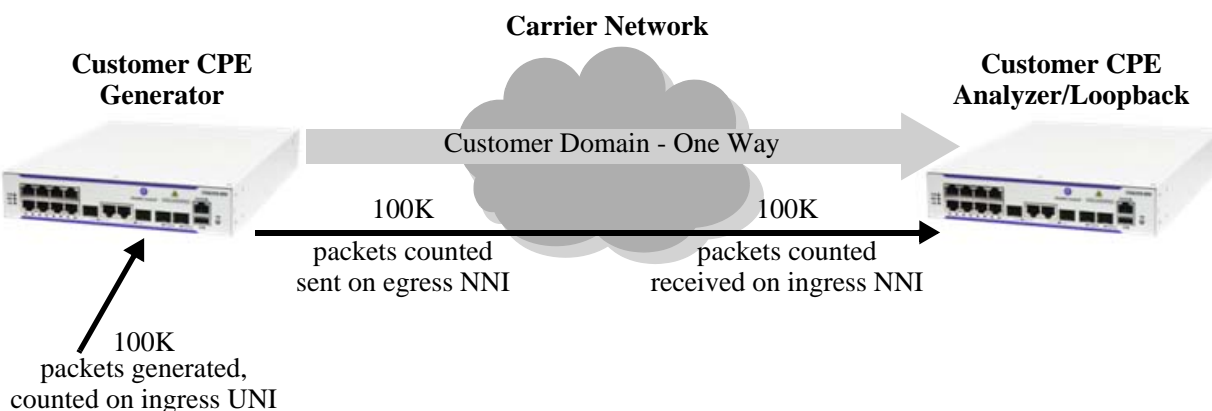 Carrier Network
Customer CPE
Generator
Customer CPE
Analyzer/Loopback
Customer Domain - One Way
100K
packets counted
sent on egress NNI
100K
packets counted
received on ingress NNI
100K
packets generated,
counted on ingress UNI